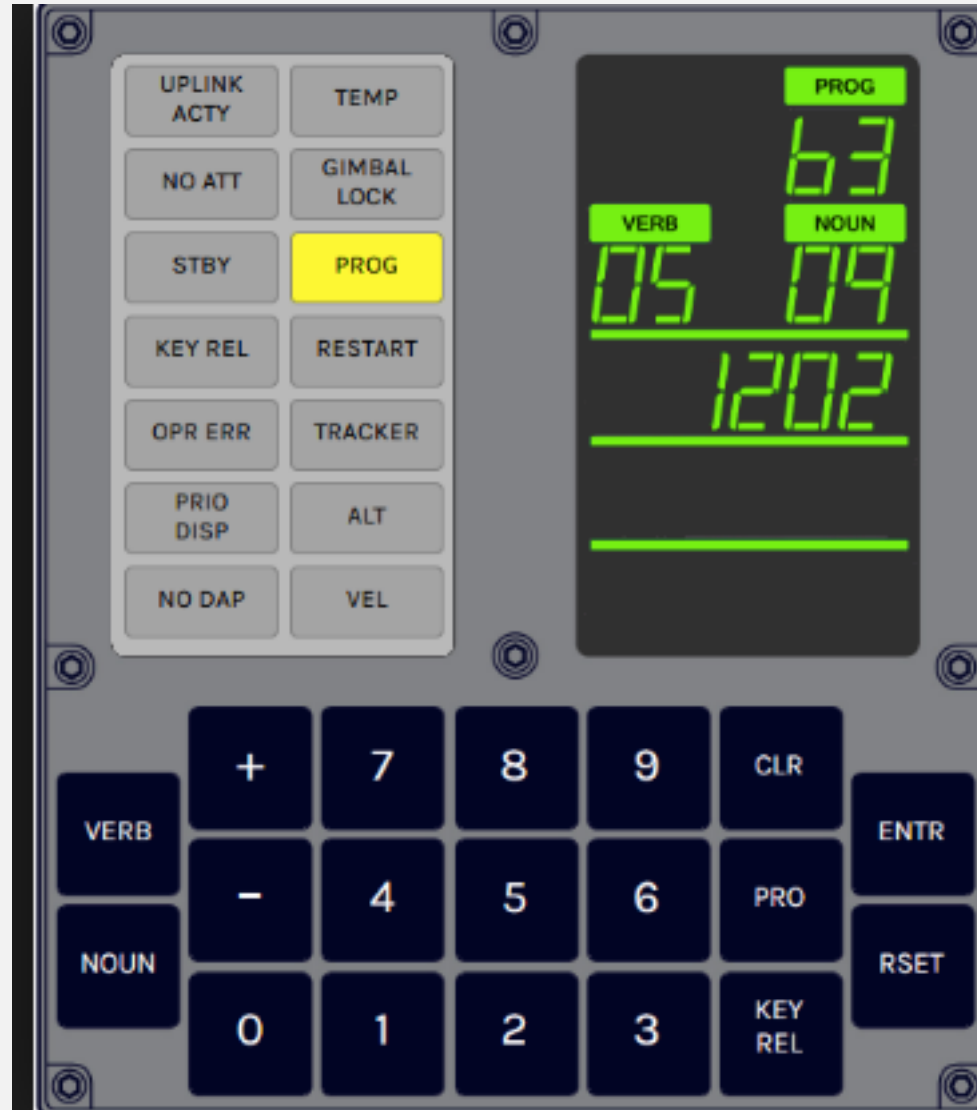 UPLINK
ACTY
TEMP
NO ATT
GIMBAL
LOCK
STBY
PROG
KEY REL
RESTART
OPR ERR
TRACKER
PRIO
DISP
ALT
NO DAP
VEL
PROG
63
VERB NOUN
05 09
1202
+ 7 8 9 CLR
VERB ENTR
- 4 5 6 PRO
NOUN RSET
0 1 2 3 KEY
REL